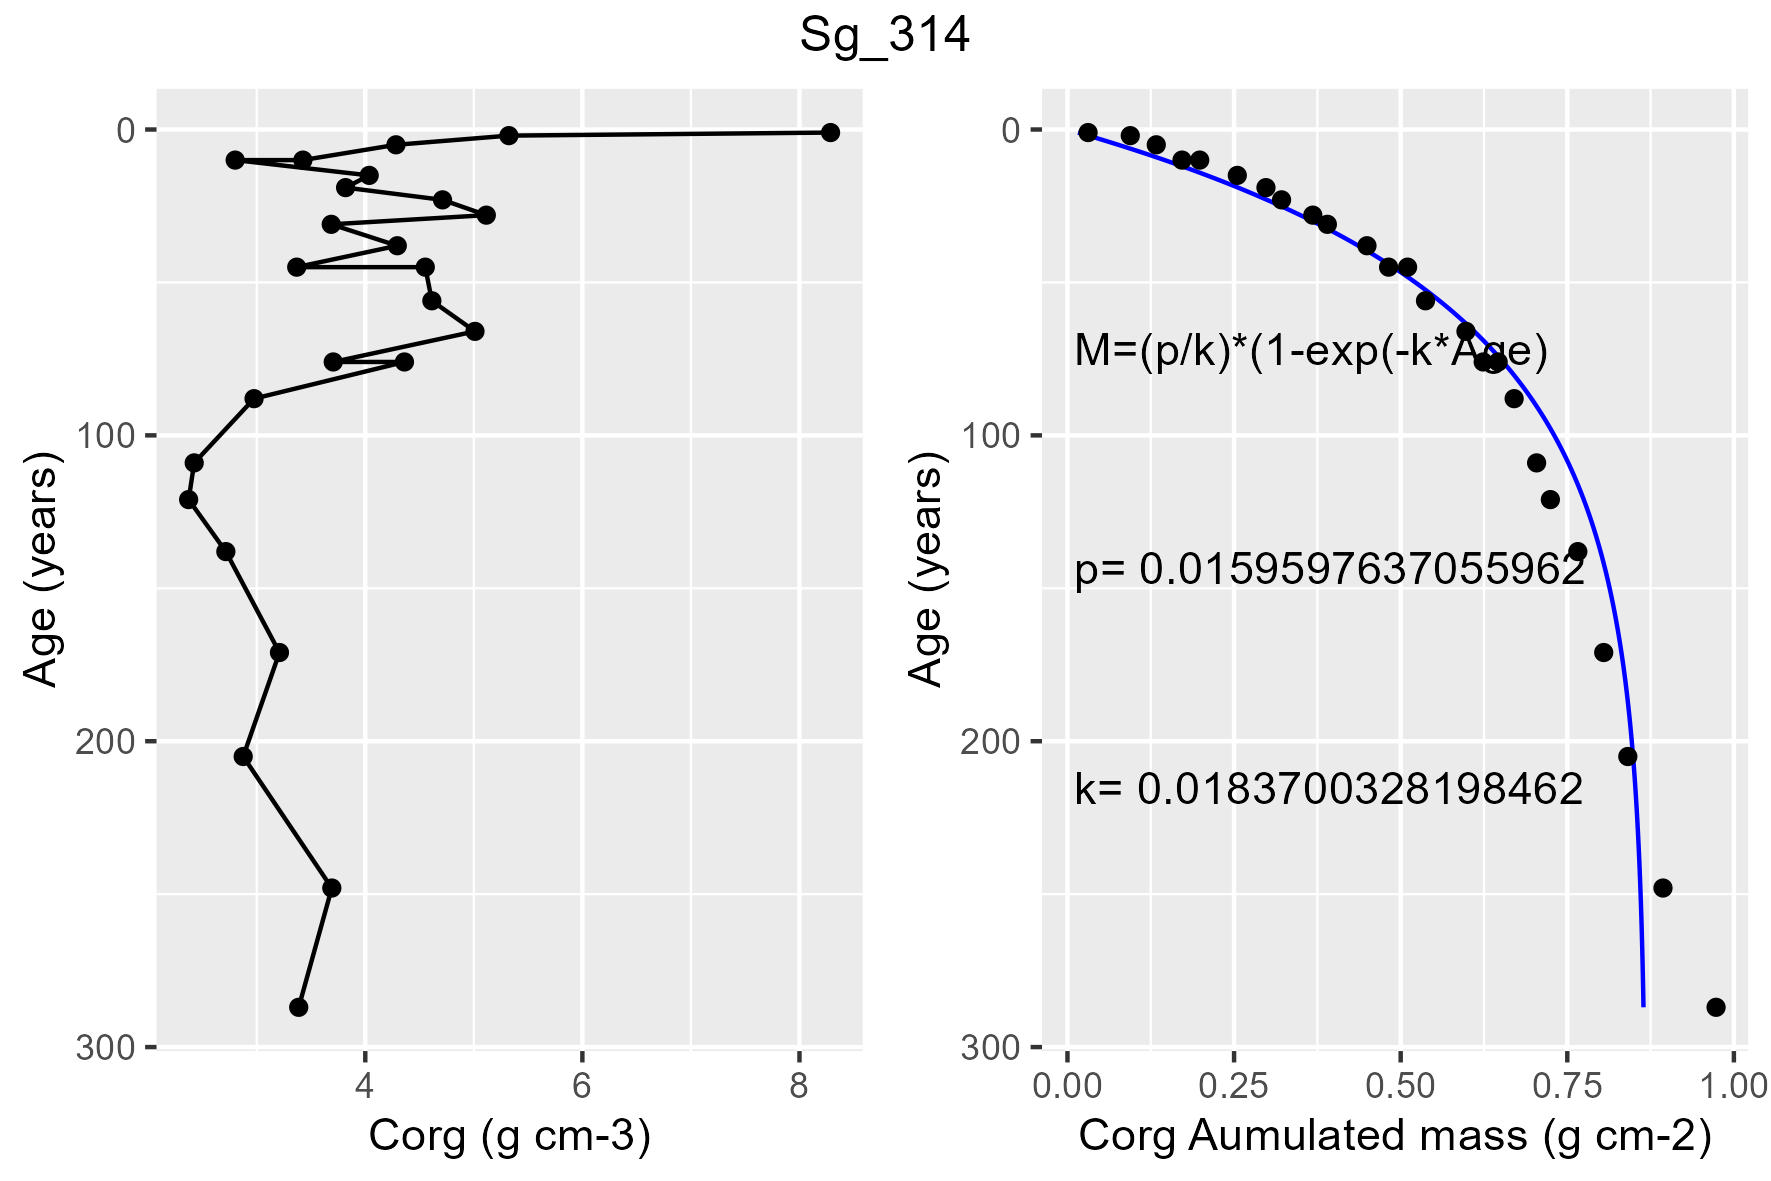 Sg_314
0
100
200
300
Age (years)
4
6
8
Corg (g cm-3)
0
100
200
300
Age (years)
M=(p/k)*(1-exp(-k*Age)
p= 0.0159597637055962
k= 0.0183700328198462
0.00
0.25
0.50
0.75
1.00
Corg Aumulated mass (g cm-2)